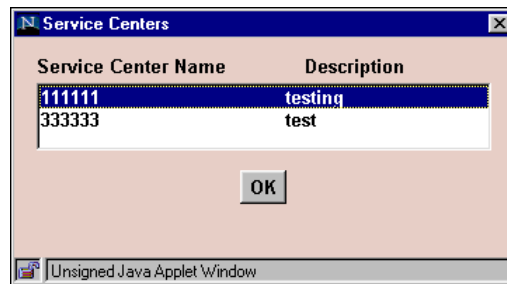 N Service Centers
Service Center Name Description
111111 testing
333333 test
OK
Unsigned Java Applet Window